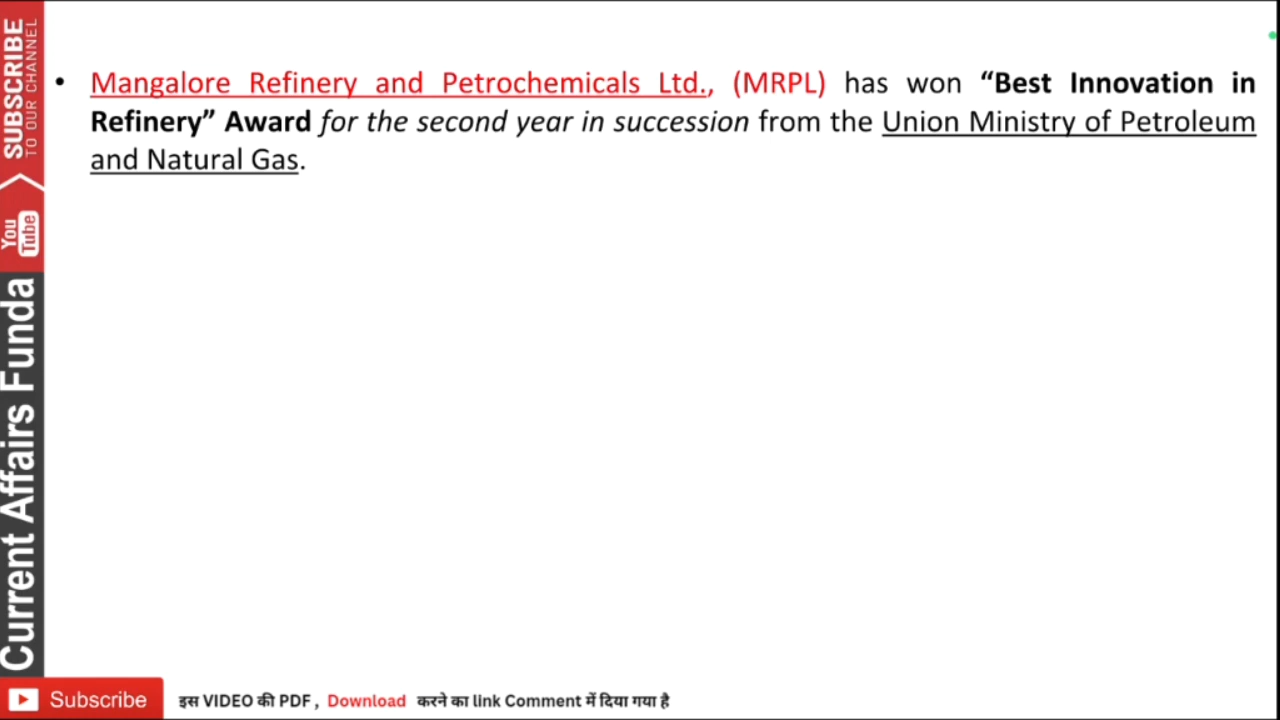 SUBSCRIBE
TO OUR CHANNEL
You
Tube
Current Affairs Funda
• Mangalore Refinery and Petrochemicals Ltd., (MRPL) has won “Best Innovation in
Refinery” Award for the second year in succession from the Union Ministry of Petroleum
and Natural Gas.
Subscribe
इस VIDEO की PDF , Download करने का link Comment में दिया गया है